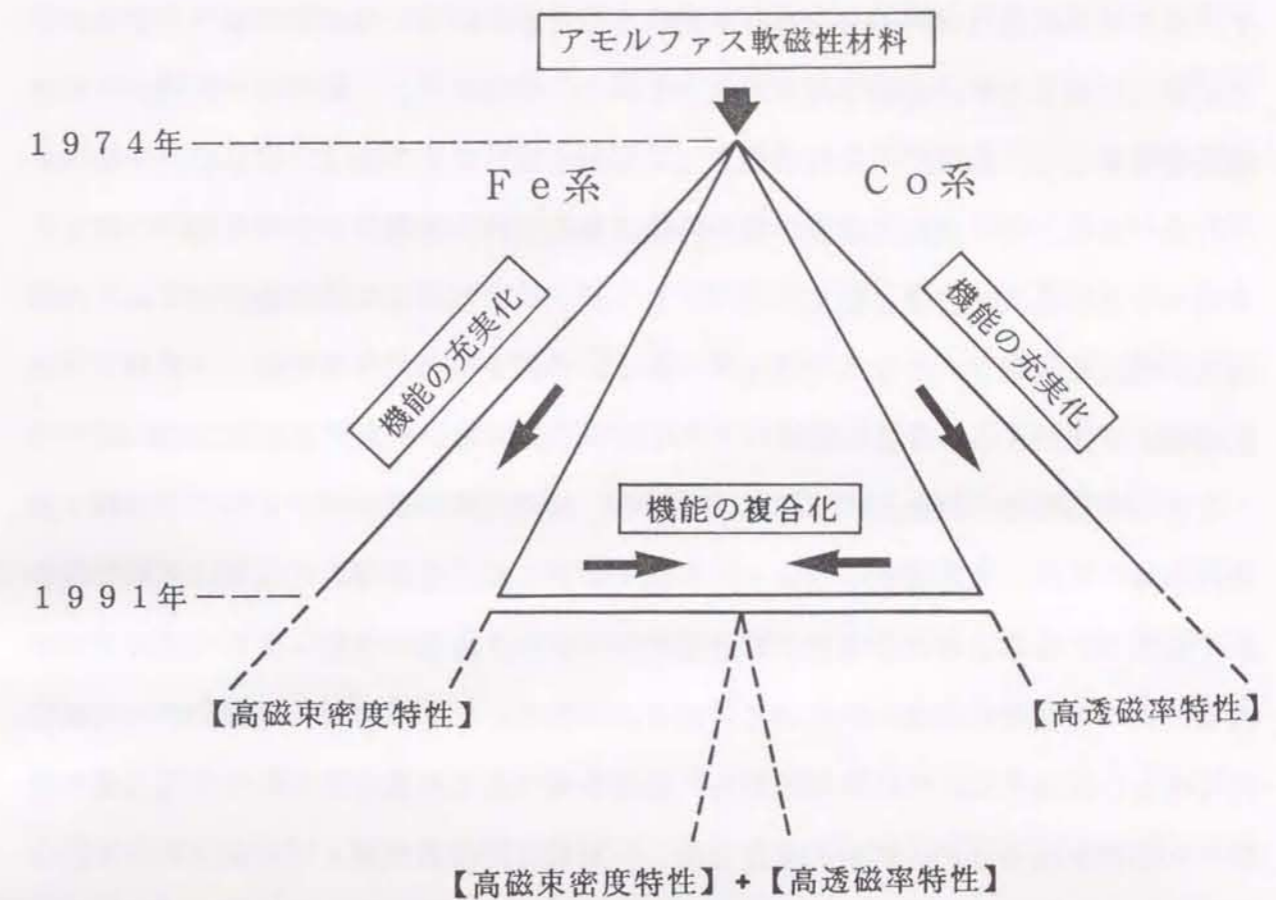 アモルファス軟磁性材料
1974年
Fe系
Co系
機能の充実化
機能の充実化
機能の複合化
1991年
【高磁束密度特性】
【高透磁率特性】
【高磁束密度特性】+【高透磁率特性】